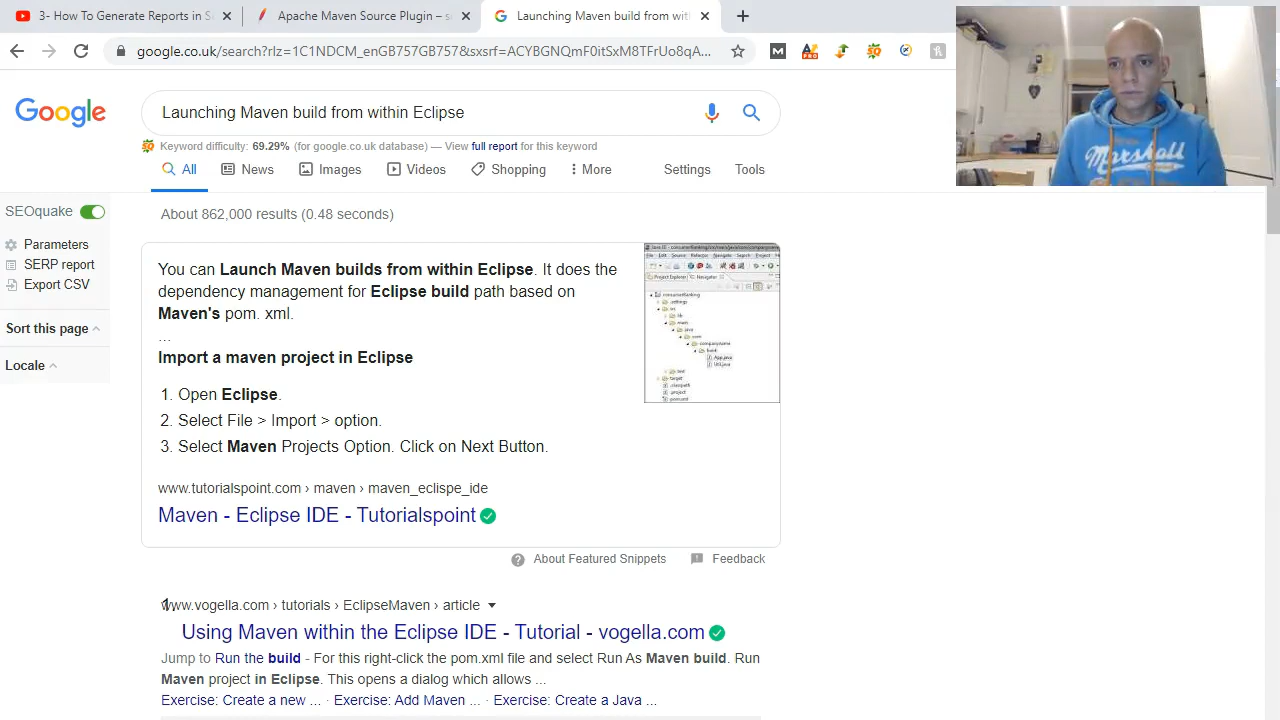 3- How To Generate Reports in S
Apache Maven Source Plugin – s
Launching Maven build from wit
google.co.uk/search?rlz=1C1NDCM_enGB757GB757&sxsrf=ACYBGNQmF0itSxM8TFrUo8qA...
Google
Launching Maven build from within Eclipse
Keyword difficulty: 69.29% (for google.co.uk database) — View full report for this keyword
All News Images Videos Shopping More Settings Tools
SEOquake
Parameters
SERP report
Export CSV
Sort this page
Locale
About 862,000 results (0.48 seconds)
You can Launch Maven builds from within Eclipse. It does the
dependency management for Eclipse build path based on
Maven's pom. xml.
...
Import a maven project in Eclipse
1. Open Eclipse.
2. Select File > Import > option.
3. Select Maven Projects Option. Click on Next Button.
www.tutorialspoint.com › maven › maven_eclispe_ide
Maven - Eclipse IDE - Tutorialspoint
About Featured Snippets Feedback
1
www.vogella.com › tutorials › EclipseMaven › article
Using Maven within the Eclipse IDE - Tutorial - vogella.com
Jump to Run the build - For this right-click the pom.xml file and select Run As Maven build. Run
Maven project in Eclipse. This opens a dialog which allows ...
Exercise: Create a new ... · Exercise: Add Maven ... · Exercise: Create a Java ...
Marshall